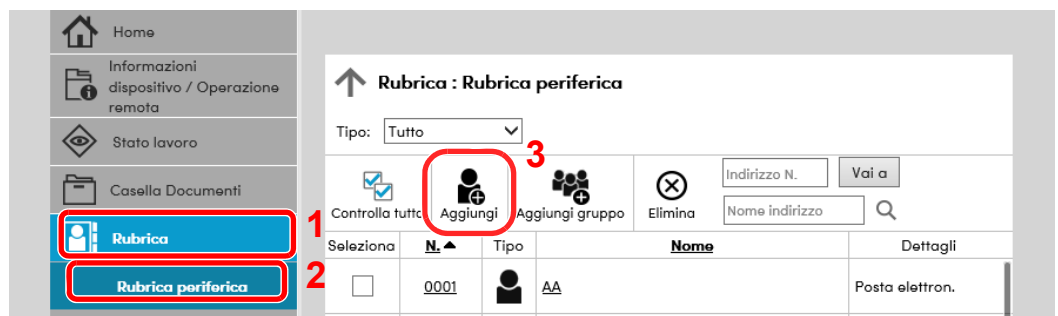 Home
Informazioni
dispositivo / Operazione
remota
Stato lavoro
Casella Documenti
Rubrica
1
Rubrica periferica
2
Rubrica : Rubrica periferica
Tipo: Tutto
3
Controlla tutto Aggiungi Aggiungi gruppo Elimina
Indirizzo N. Vai a
Nome indirizzo
Seleziona N. Tipo Nome Dettagli
0001 AA Posta elettron.